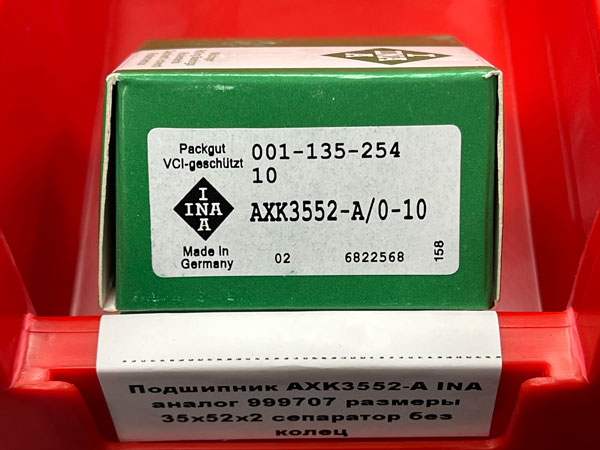 Packgut
VCI-geschützt
001-135-254
10
I
INA
A
AXK3552-A/0-10
Made in
Germany
02
6822568
158
Подшипник AXK3552-A INA
аналог 999707 размеры
35x52x2 сепаратор без
колец